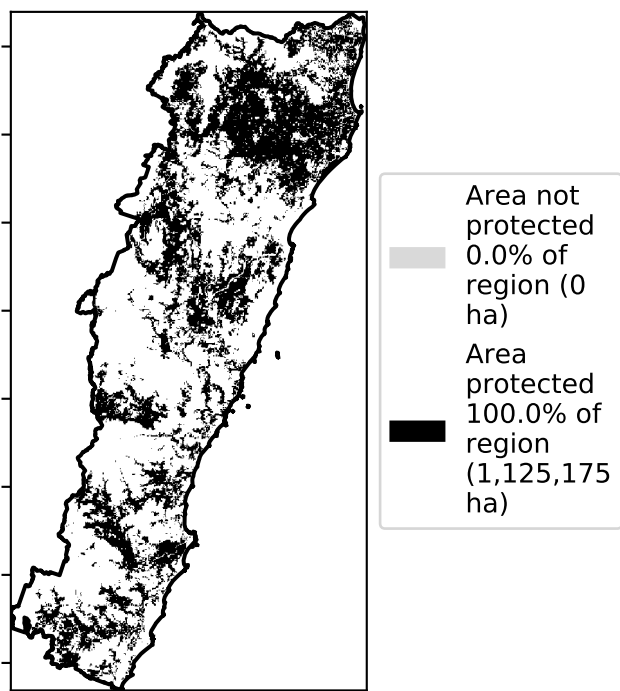 Area not
protected
0.0% of
region (0
ha)
Area
protected
100.0% of
region
(1,125,175
ha)